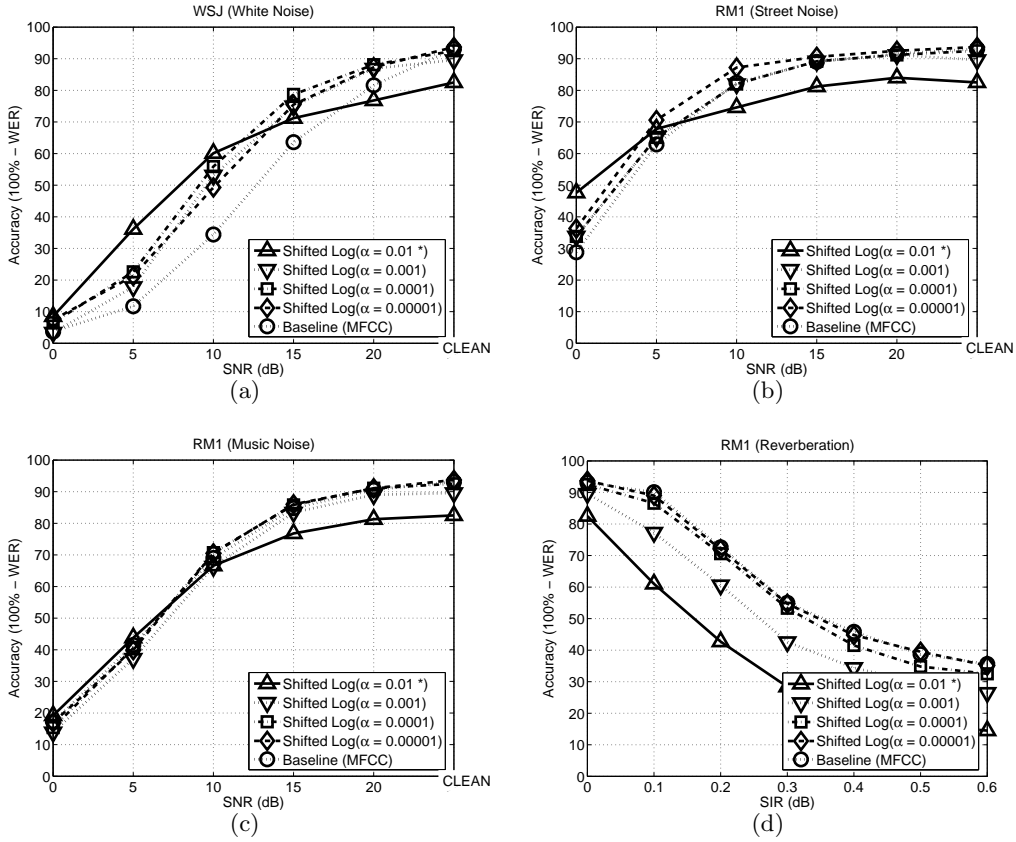 WSJ (White Noise)
100
90
80
70
60
50
40
30
20
10
0
Accuracy (100% − WER)
0 5 10 15 20 CLEAN
SNR (dB)
Shifted Log(α = 0.01 *)
Shifted Log(α = 0.001)
Shifted Log(α = 0.0001)
Shifted Log(α = 0.00001)
Baseline (MFCC)
(a)
RM1 (Street Noise)
100
90
80
70
60
50
40
30
20
10
0
Accuracy (100% − WER)
0 5 10 15 20 CLEAN
SNR (dB)
Shifted Log(α = 0.01 *)
Shifted Log(α = 0.001)
Shifted Log(α = 0.0001)
Shifted Log(α = 0.00001)
Baseline (MFCC)
(b)
RM1 (Music Noise)
100
90
80
70
60
50
40
30
20
10
0
Accuracy (100% − WER)
0 5 10 15 20 CLEAN
SNR (dB)
Shifted Log(α = 0.01 *)
Shifted Log(α = 0.001)
Shifted Log(α = 0.0001)
Shifted Log(α = 0.00001)
Baseline (MFCC)
(c)
RM1 (Reverberation)
100
90
80
70
60
50
40
30
20
10
0
Accuracy (100% − WER)
0 0.1 0.2 0.3 0.4 0.5 0.6
SIR (dB)
Shifted Log(α = 0.01 *)
Shifted Log(α = 0.001)
Shifted Log(α = 0.0001)
Shifted Log(α = 0.00001)
Baseline (MFCC)
(d)